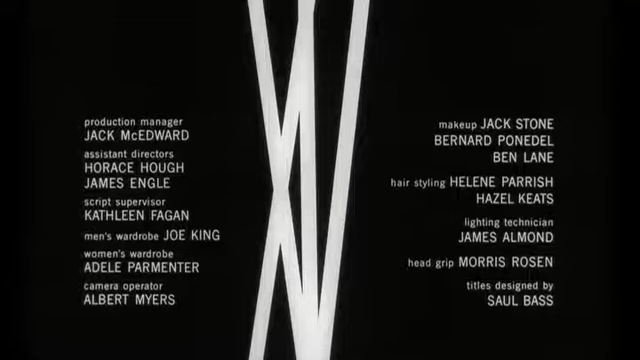 production manager
JACK McEDWARD
assistant directors
HORACE HOUGH
JAMES ENGLE
script supervisor
KATHLEEN FAGAN
men's wardrobe JOE KING
women's wardrobe
ADELE PARMENTER
camera operator
ALBERT MYERS
makeup JACK STONE
BERNARD PONEDEL
BEN LANE
hair styling HELENE PARRISH
HAZEL KEATS
lighting technician
JAMES ALMOND
head grip MORRIS ROSEN
titles designed by
SAUL BASS